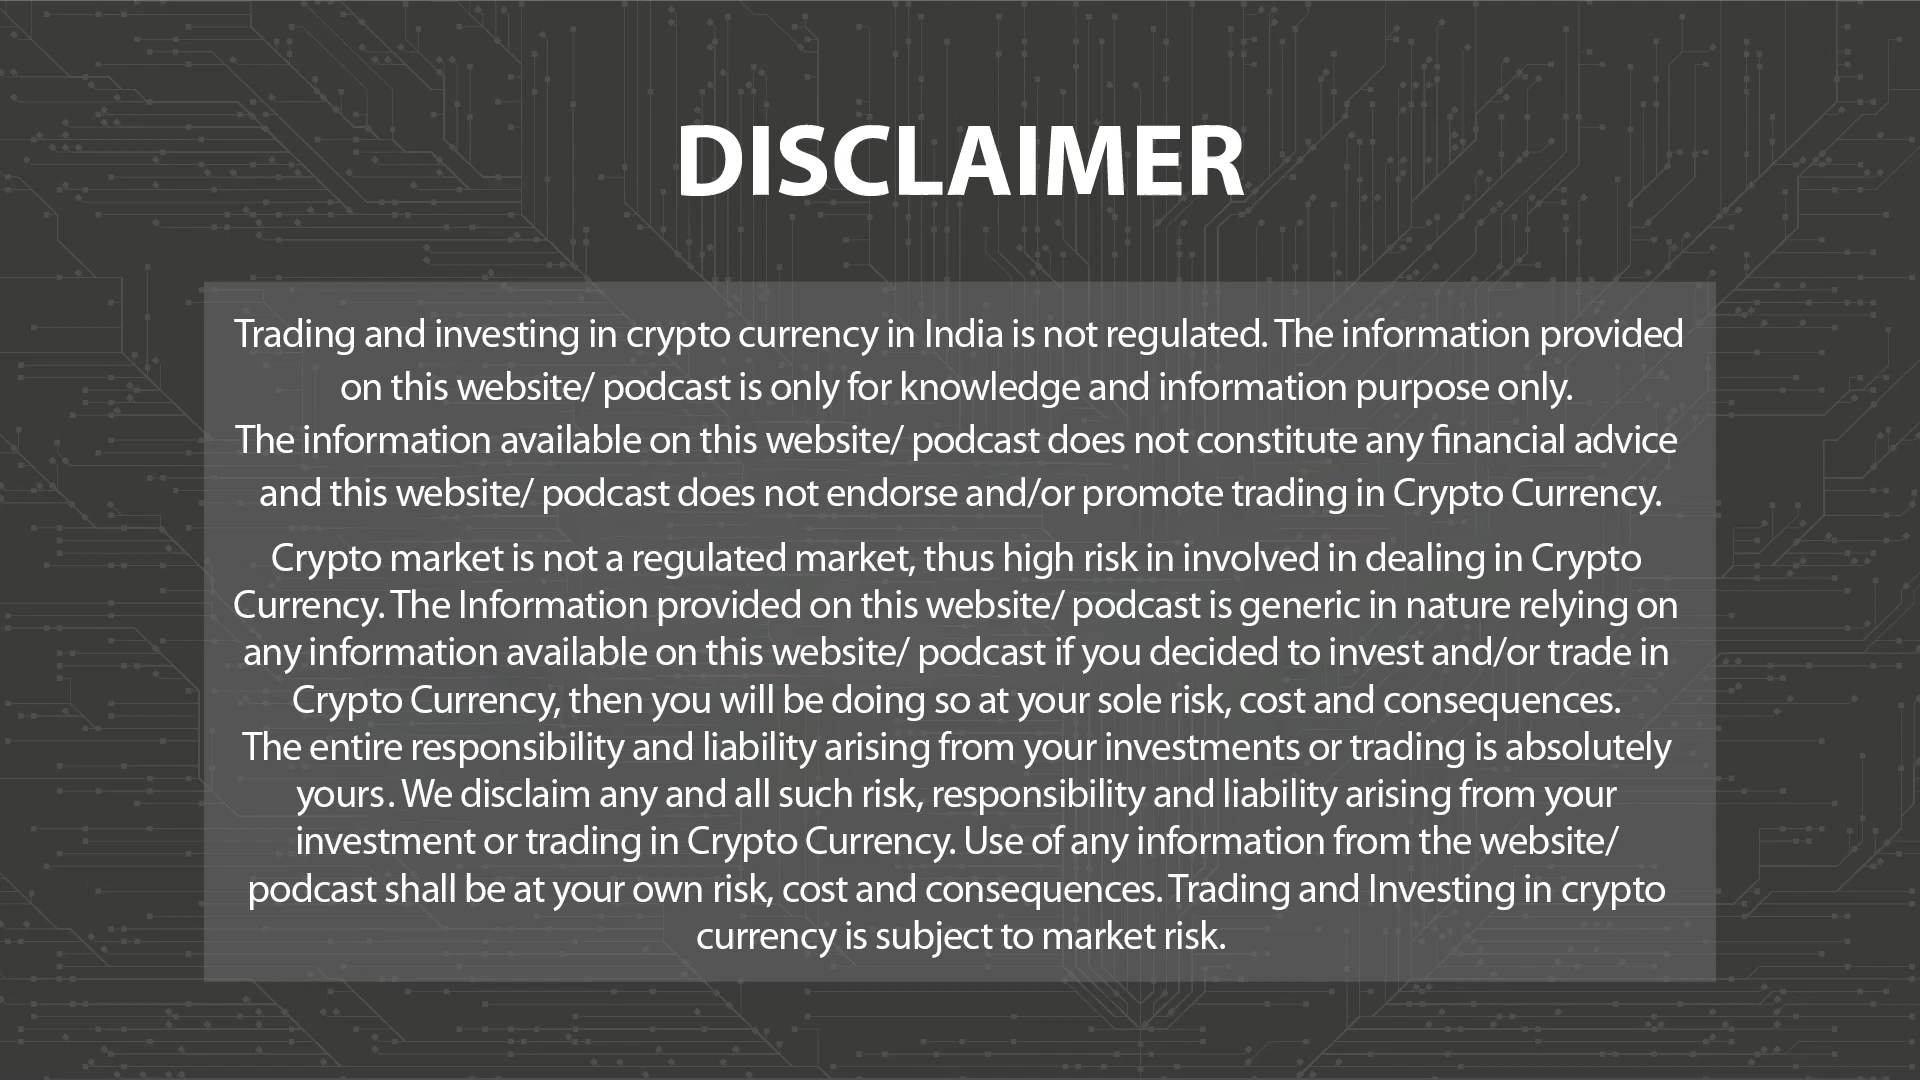 DISCLAIMER
Trading and investing in crypto currency in India is not regulated. The information provided
on this website/ podcast is only for knowledge and information purpose only.
The information available on this website/ podcast does not constitute any financial advice
and this website/ podcast does not endorse and/or promote trading in Crypto Currency.
Crypto market is not a regulated market, thus high risk in involved in dealing in Crypto
Currency. The Information provided on this website/ podcast is generic in nature relying on
any information available on this website/ podcast if you decided to invest and/or trade in
Crypto Currency, then you will be doing so at your sole risk, cost and consequences.
The entire responsibility and liability arising from your investments or trading is absolutely
yours. We disclaim any and all such risk, responsibility and liability arising from your
investment or trading in Crypto Currency. Use of any information from the website/
podcast shall be at your own risk, cost and consequences. Trading and Investing in crypto
currency is subject to market risk.